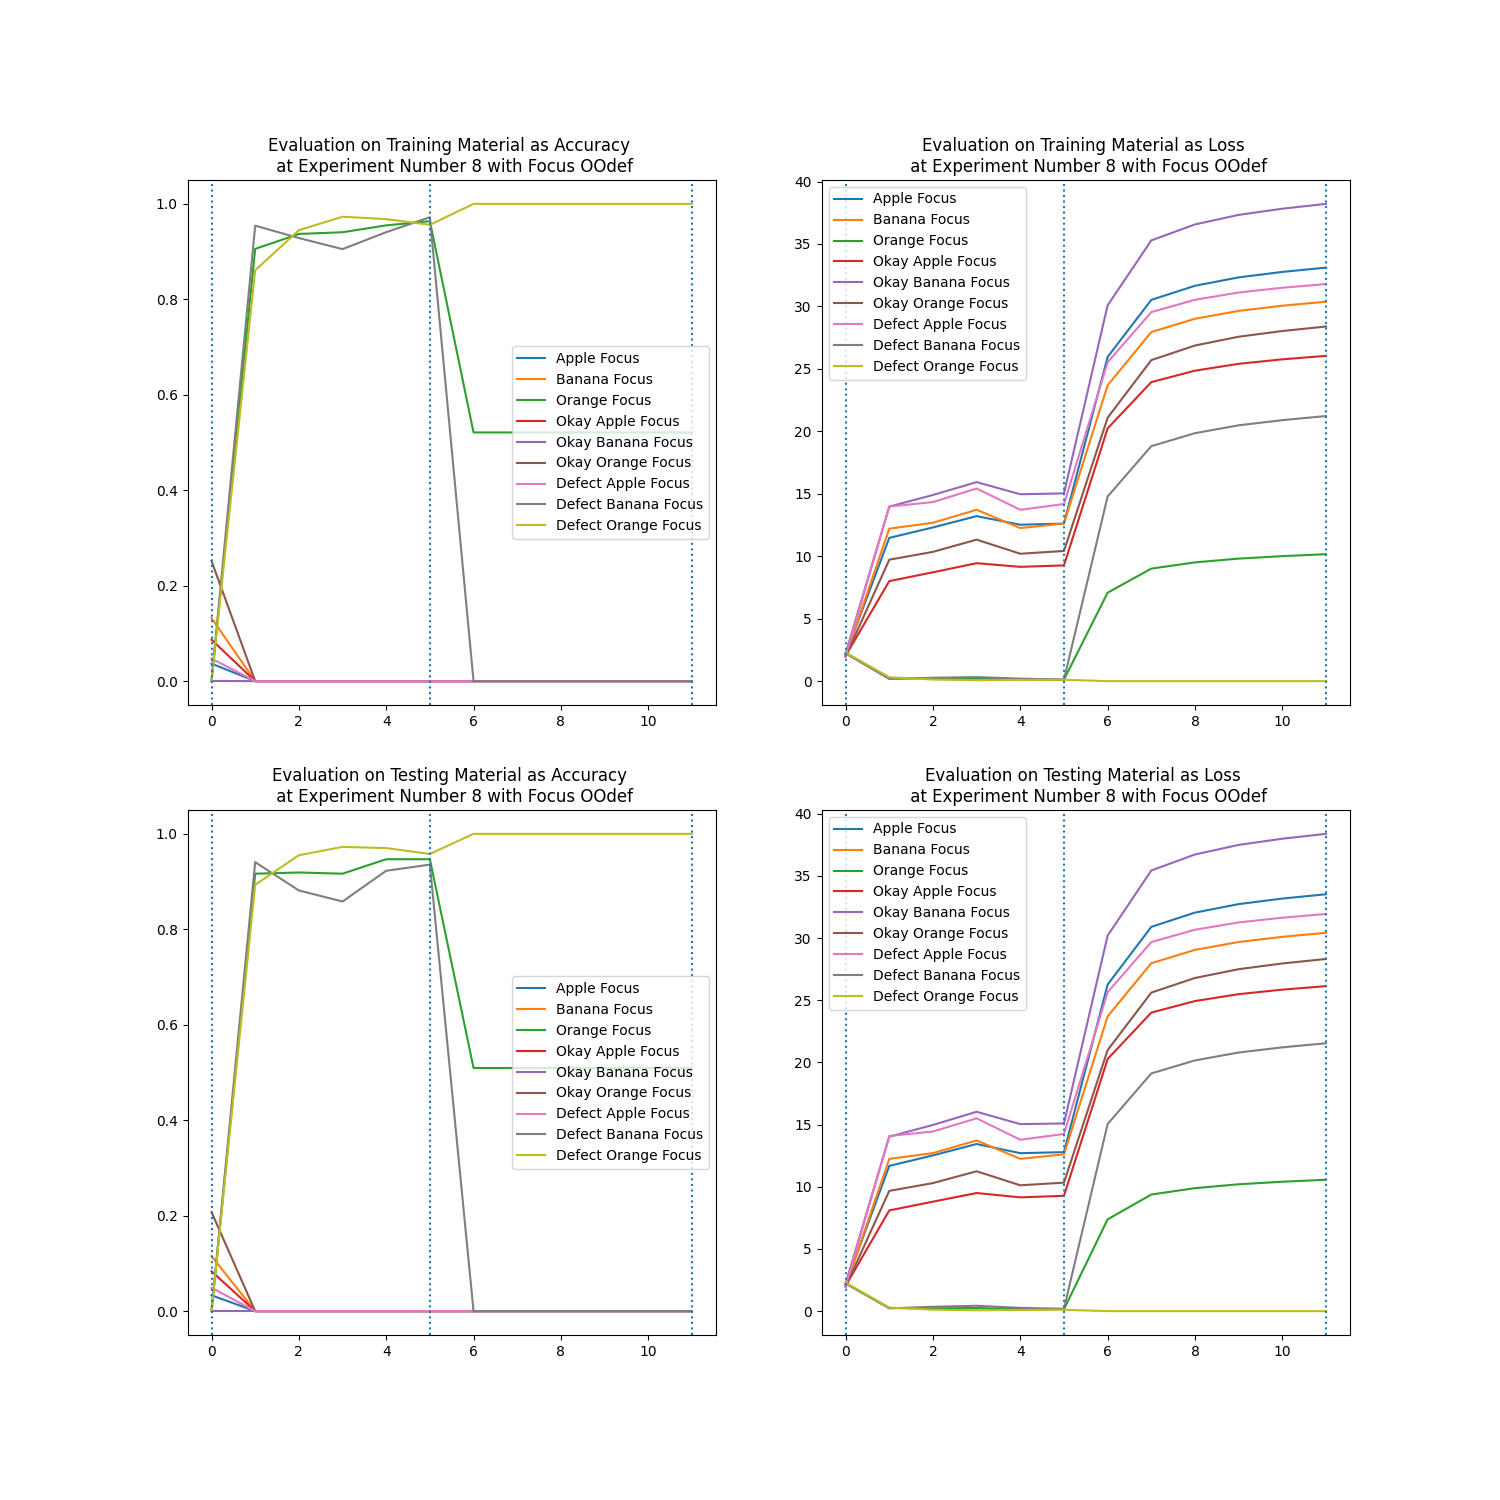 Evaluation on Training Material as Accuracy
at Experiment Number 8 with Focus OOdef
1.0
0.8
0.6
0.4
0.2
0.0
Apple Focus
Banana Focus
Orange Focus
Okay Apple Focus
Okay Banana Focus
Okay Orange Focus
Defect Apple Focus
Defect Banana Focus
Defect Orange Focus
0 2 4 6 8 10
Evaluation on Training Material as Loss
at Experiment Number 8 with Focus OOdef
40
35
30
25
20
15
10
5
0
Apple Focus
Banana Focus
Orange Focus
Okay Apple Focus
Okay Banana Focus
Okay Orange Focus
Defect Apple Focus
Defect Banana Focus
Defect Orange Focus
0 2 4 6 8 10
Evaluation on Testing Material as Accuracy
at Experiment Number 8 with Focus OOdef
1.0
0.8
0.6
0.4
0.2
0.0
Apple Focus
Banana Focus
Orange Focus
Okay Apple Focus
Okay Banana Focus
Okay Orange Focus
Defect Apple Focus
Defect Banana Focus
Defect Orange Focus
0 2 4 6 8 10
Evaluation on Testing Material as Loss
at Experiment Number 8 with Focus OOdef
40
35
30
25
20
15
10
5
0
Apple Focus
Banana Focus
Orange Focus
Okay Apple Focus
Okay Banana Focus
Okay Orange Focus
Defect Apple Focus
Defect Banana Focus
Defect Orange Focus
0 2 4 6 8 10